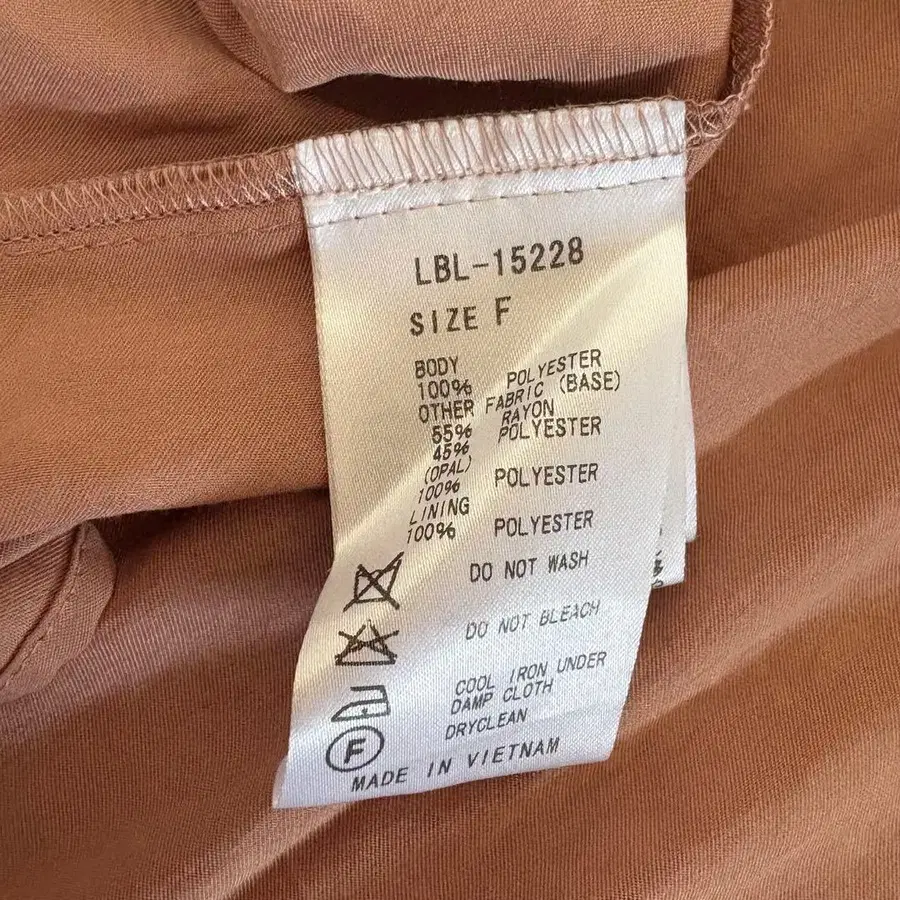 LBL-15228
SIZE F
BODY
100% POLYESTER
OTHER FABRIC (BASE)
55% RAYON
45% POLYESTER
(OPAL)
100% POLYESTER
LINING
100% POLYESTER
DO NOT WASH
DO NOT BLEACH
COOL IRON UNDER
DAMP CLOTH
DRYCLEAN
F
MADE IN VIETNAM